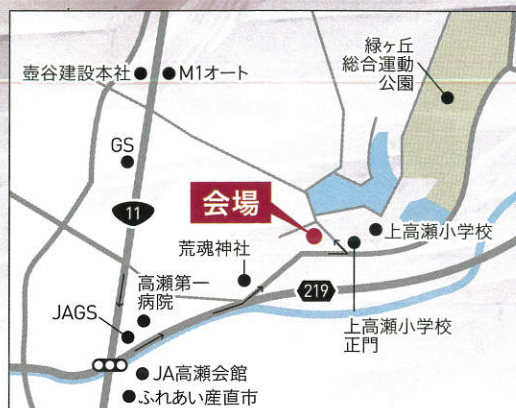 緑ヶ丘
総合運動
公園
壺谷建設本社
M1オート
GS
11
会場
上高瀬小学校
荒魂神社
高瀬第一
病院
219
JAGS
上高瀬小学校
正門
JA高瀬会館
ふれあい産直市